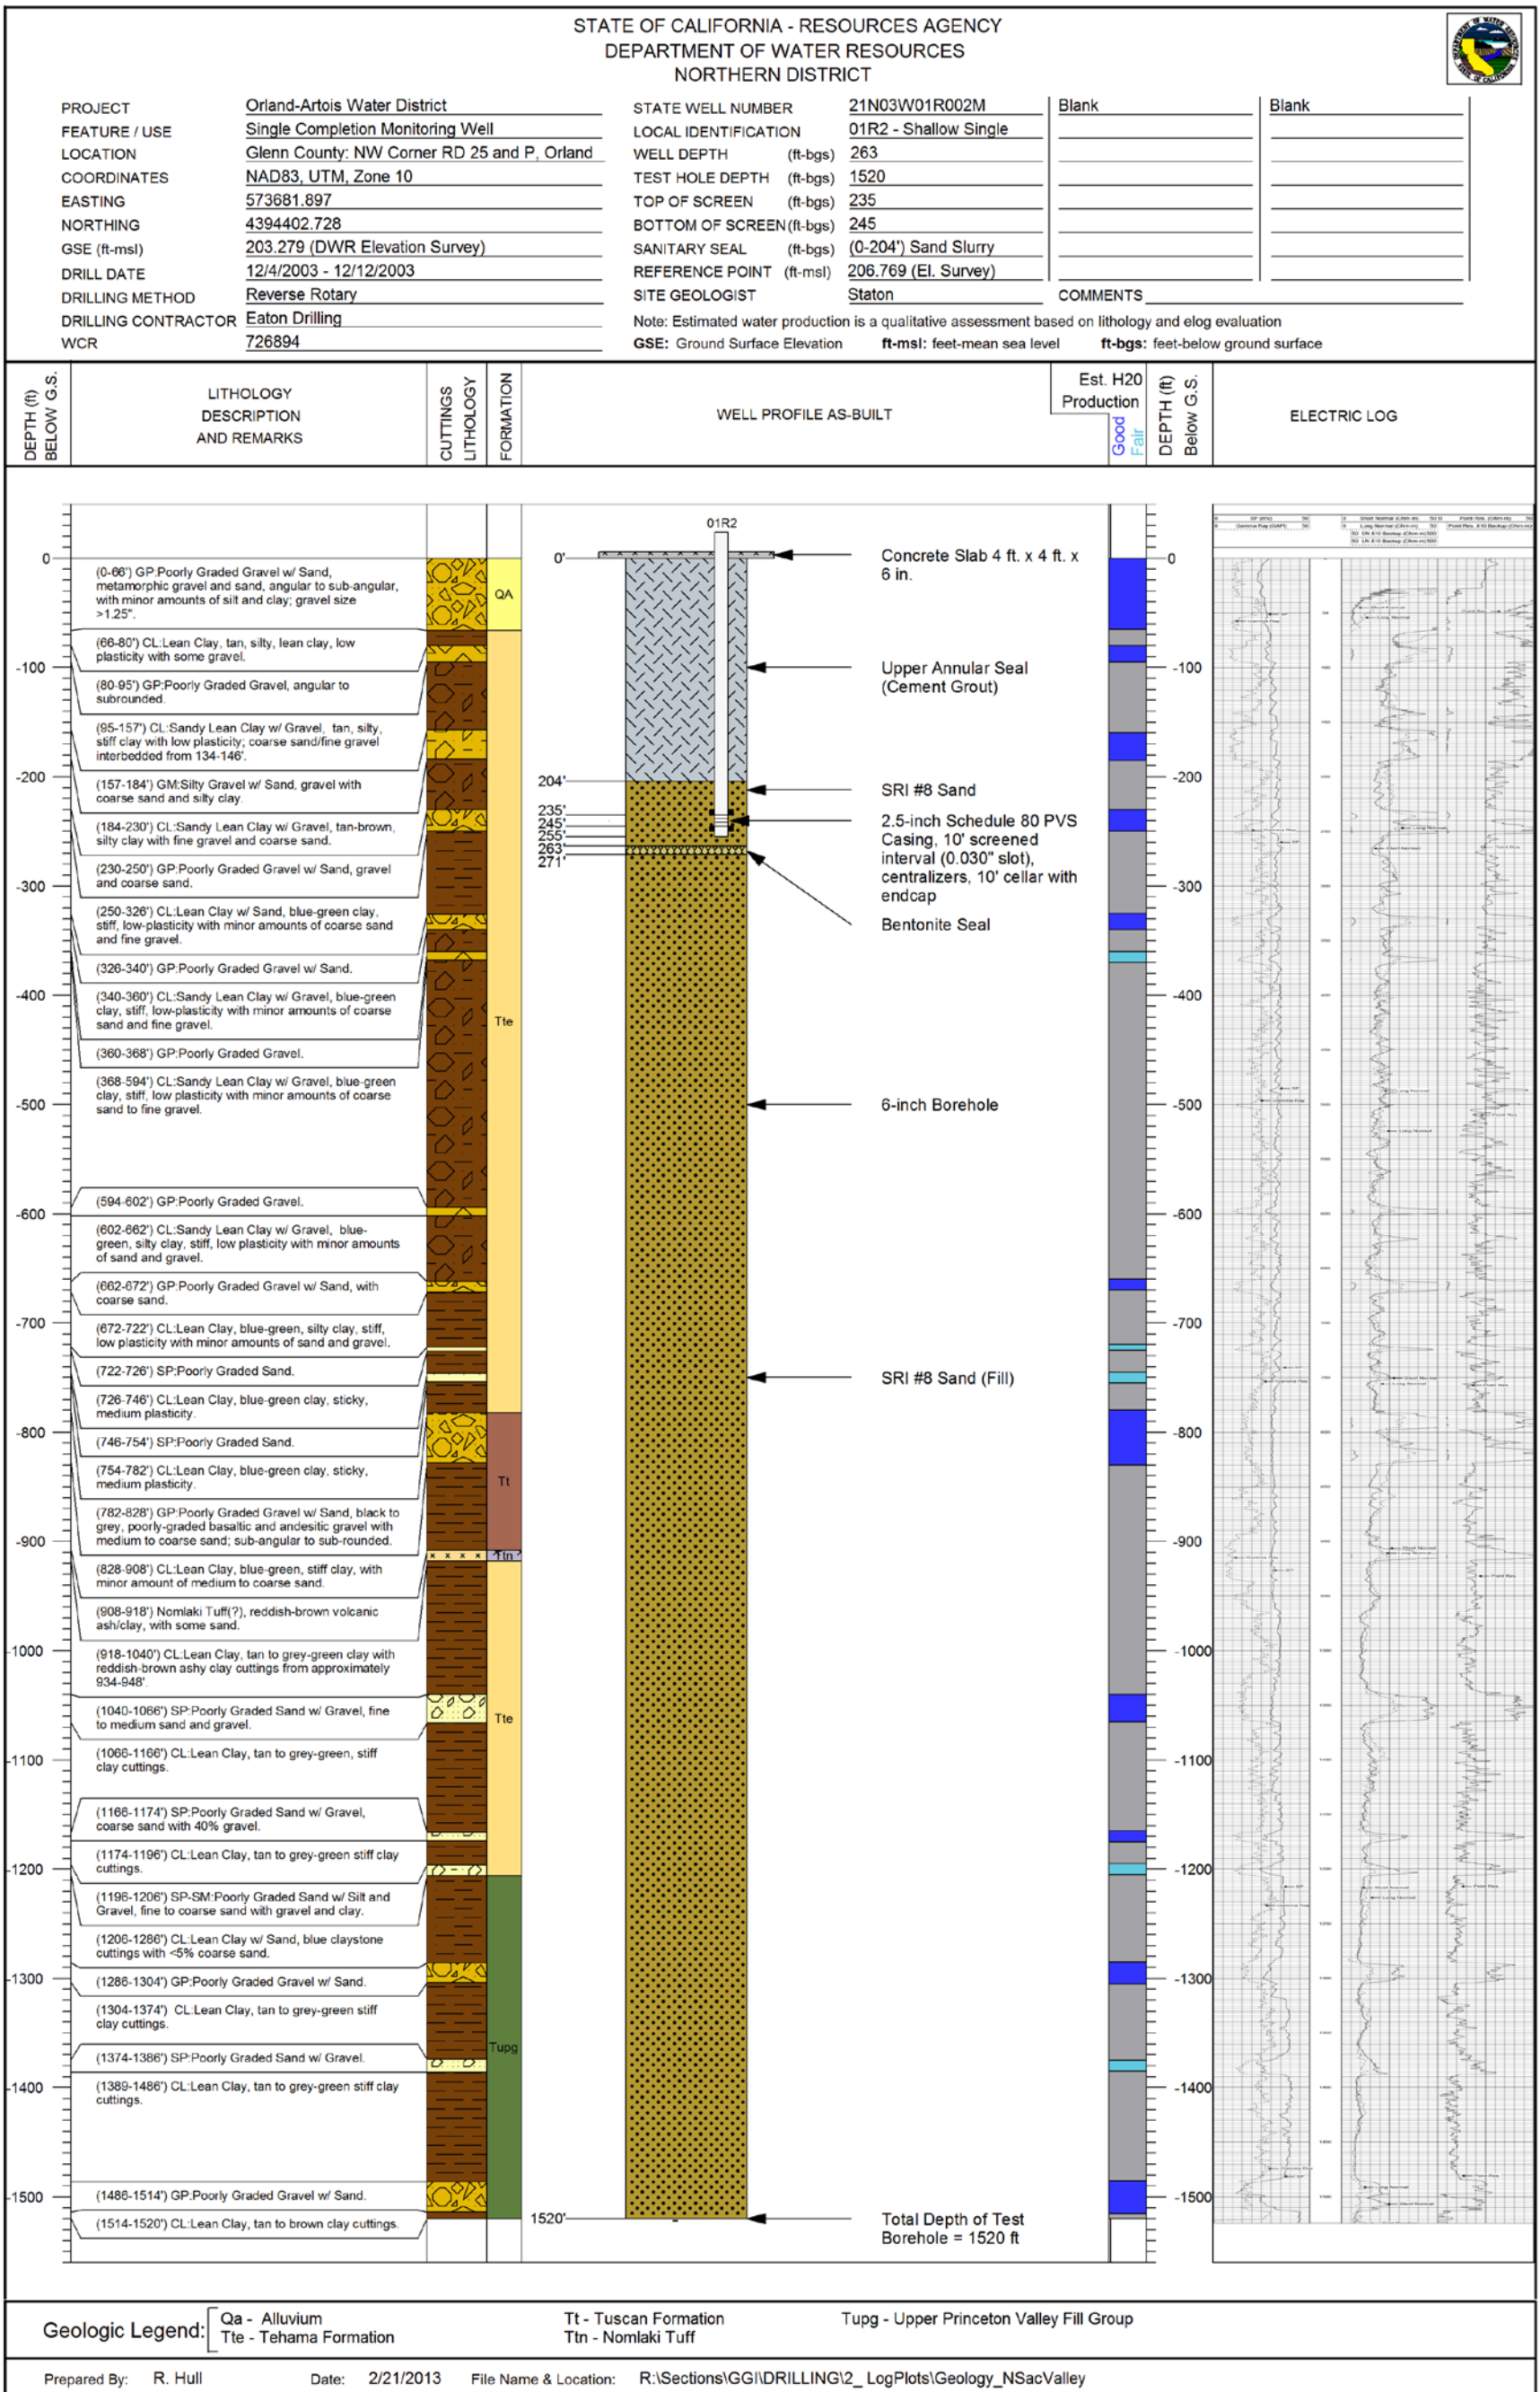 STATE OF CALIFORNIA - RESOURCES AGENCY
DEPARTMENT OF WATER RESOURCES
NORTHERN DISTRICT
PROJECT Orland-Artois Water District
FEATURE / USE Single Completion Monitoring Well
LOCATION Glenn County: NW Corner RD 25 and P, Orland
COORDINATES NAD83, UTM, Zone 10
EASTING 573681.897
NORTHING 4394402.728
GSE (ft-msl) 203.279 (DWR Elevation Survey)
DRILL DATE 12/4/2003 - 12/12/2003
DRILLING METHOD Reverse Rotary
DRILLING CONTRACTOR Eaton Drilling
WCR 726894
STATE WELL NUMBER 21N03W01R002M Blank Blank
LOCAL IDENTIFICATION 01R2 - Shallow Single
WELL DEPTH (ft-bgs) 263
TEST HOLE DEPTH (ft-bgs) 1520
TOP OF SCREEN (ft-bgs) 235
BOTTOM OF SCREEN(ft-bgs) 245
SANITARY SEAL (ft-bgs) (0-204') Sand Slurry
REFERENCE POINT (ft-msl) 206.769 (El. Survey)
SITE GEOLOGIST Staton COMMENTS
Note: Estimated water production is a qualitative assessment based on lithology and elog evaluation
GSE: Ground Surface Elevation ft-msl: feet-mean sea level ft-bgs: feet-below ground surface
DEPTH (ft)
BELOW G.S.
LITHOLOGY
DESCRIPTION
AND REMARKS
CUTTINGS
LITHOLOGY
FORMATION
WELL PROFILE AS-BUILT
Est. H20
Production
Good
Fair
DEPTH (ft)
Below G.S.
ELECTRIC LOG
0
-100
-200
-300
-400
-500
-600
-700
-800
-900
-1000
-1100
-1200
-1300
-1400
-1500
(0-66') GP:Poorly Graded Gravel w/ Sand,
metamorphic gravel and sand, angular to sub-angular,
with minor amounts of silt and clay; gravel size
>1.25".
(66-80') CL:Lean Clay, tan, silty, lean clay, low
plasticity with some gravel.
(80-95') GP:Poorly Graded Gravel, angular to
subrounded.
(95-157') CL:Sandy Lean Clay w/ Gravel, tan, silty,
stiff clay with low plasticity; coarse sand/fine gravel
interbedded from 134-146'.
(157-184') GM:Silty Gravel w/ Sand, gravel with
coarse sand and silty clay.
(184-230') CL:Sandy Lean Clay w/ Gravel, tan-brown,
silty clay with fine gravel and coarse sand.
(230-250') GP:Poorly Graded Gravel w/ Sand, gravel
and coarse sand.
(250-326') CL:Lean Clay w/ Sand, blue-green clay,
stiff, low-plasticity with minor amounts of coarse sand
and fine gravel.
(326-340') GP:Poorly Graded Gravel w/ Sand.
(340-360') CL:Sandy Lean Clay w/ Gravel, blue-green
clay, stiff, low-plasticity with minor amounts of coarse
sand and fine gravel.
(360-368') GP:Poorly Graded Gravel.
(368-594') CL:Sandy Lean Clay w/ Gravel, blue-green
clay, stiff, low plasticity with minor amounts of coarse
sand to fine gravel.
(594-602') GP:Poorly Graded Gravel.
(602-662') CL:Sandy Lean Clay w/ Gravel, blue-
green, silty clay, stiff, low plasticity with minor amounts
of sand and gravel.
(662-672') GP:Poorly Graded Gravel w/ Sand, with
coarse sand.
(672-722') CL:Lean Clay, blue-green, silty clay, stiff,
low plasticity with minor amounts of sand and gravel.
(722-726') SP:Poorly Graded Sand.
(726-746') CL:Lean Clay, blue-green clay, sticky,
medium plasticity.
(746-754') SP:Poorly Graded Sand.
(754-782') CL:Lean Clay, blue-green clay, sticky,
medium plasticity.
(782-828') GP:Poorly Graded Gravel w/ Sand, black to
grey, poorly-graded basaltic and andesitic gravel with
medium to coarse sand; sub-angular to sub-rounded.
(828-908') CL:Lean Clay, blue-green, stiff clay, with
minor amount of medium to coarse sand.
(908-918') Nomlaki Tuff(?), reddish-brown volcanic
ash/clay, with some sand.
(918-1040') CL:Lean Clay, tan to grey-green clay with
reddish-brown ashy clay cuttings from approximately
934-948'.
(1040-1066') SP:Poorly Graded Sand w/ Gravel, fine
to medium sand and gravel.
(1066-1166') CL:Lean Clay, tan to grey-green, stiff
clay cuttings.
(1166-1174') SP:Poorly Graded Sand w/ Gravel,
coarse sand with 40% gravel.
(1174-1196') CL:Lean Clay, tan to grey-green stiff clay
cuttings.
(1196-1206') SP-SM:Poorly Graded Sand w/ Silt and
Gravel, fine to coarse sand with gravel and clay.
(1206-1286') CL:Lean Clay w/ Sand, blue claystone
cuttings with <5% coarse sand.
(1286-1304') GP:Poorly Graded Gravel w/ Sand.
(1304-1374') CL:Lean Clay, tan to grey-green stiff
clay cuttings.
(1374-1386') SP:Poorly Graded Sand w/ Gravel.
(1389-1486') CL:Lean Clay, tan to grey-green stiff clay
cuttings.
(1486-1514') GP:Poorly Graded Gravel w/ Sand.
(1514-1520') CL:Lean Clay, tan to brown clay cuttings.
QA
Tte
Tt
Ttn
Tte
Tupg
01R2
0'
204'
235'
245'
255'
263'
271'
1520'
Concrete Slab 4 ft. x 4 ft. x
6 in.
Upper Annular Seal
(Cement Grout)
SRI #8 Sand
2.5-inch Schedule 80 PVS
Casing, 10' screened
interval (0.030" slot),
centralizers, 10' cellar with
endcap
Bentonite Seal
6-inch Borehole
SRI #8 Sand (Fill)
Total Depth of Test
Borehole = 1520 ft
0
-100
-200
-300
-400
-500
-600
-700
-800
-900
-1000
-1100
-1200
-1300
-1400
-1500
Geologic Legend:
Qa - Alluvium Tt - Tuscan Formation Tupg - Upper Princeton Valley Fill Group
Tte - Tehama Formation Ttn - Nomlaki Tuff
Prepared By: R. Hull Date: 2/21/2013 File Name & Location: R:\Sections\GGI\DRILLING\2_ LogPlots\Geology_NSacValley